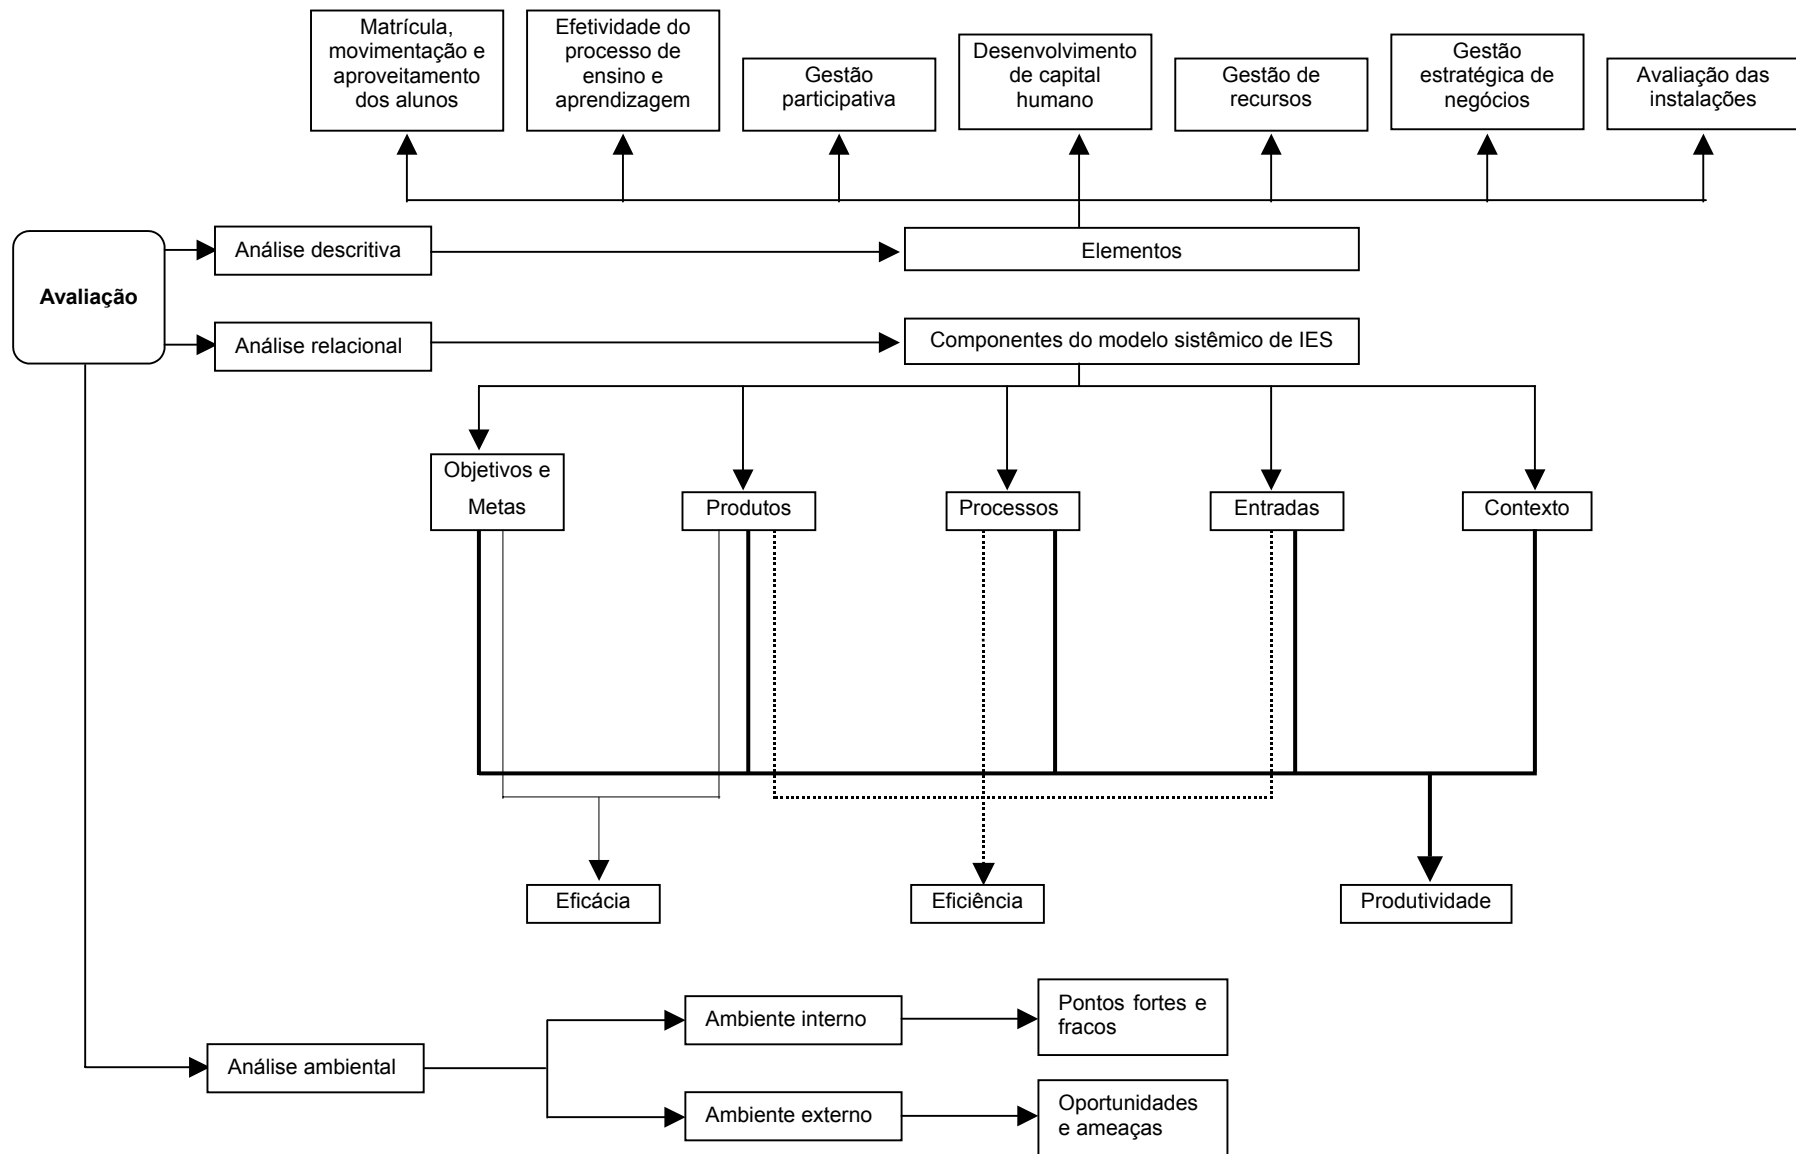 Matrícula,
movimentação e
aproveitamento
dos alunos
Efetividade do
processo de
ensino e
aprendizagem
Gestão
participativa
Desenvolvimento
de capital
humano
Gestão de
recursos
Gestão
estratégica de
negócios
Avaliação das
instalações
Avaliação
Análise descritiva
Elementos
Análise relacional
Componentes do modelo sistêmico de IES
Objetivos e
Metas
Produtos
Processos
Entradas
Contexto
Eficácia
Eficiência
Produtividade
Análise ambiental
Ambiente interno
Pontos fortes e
fracos
Ambiente externo
Oportunidades
e ameaças